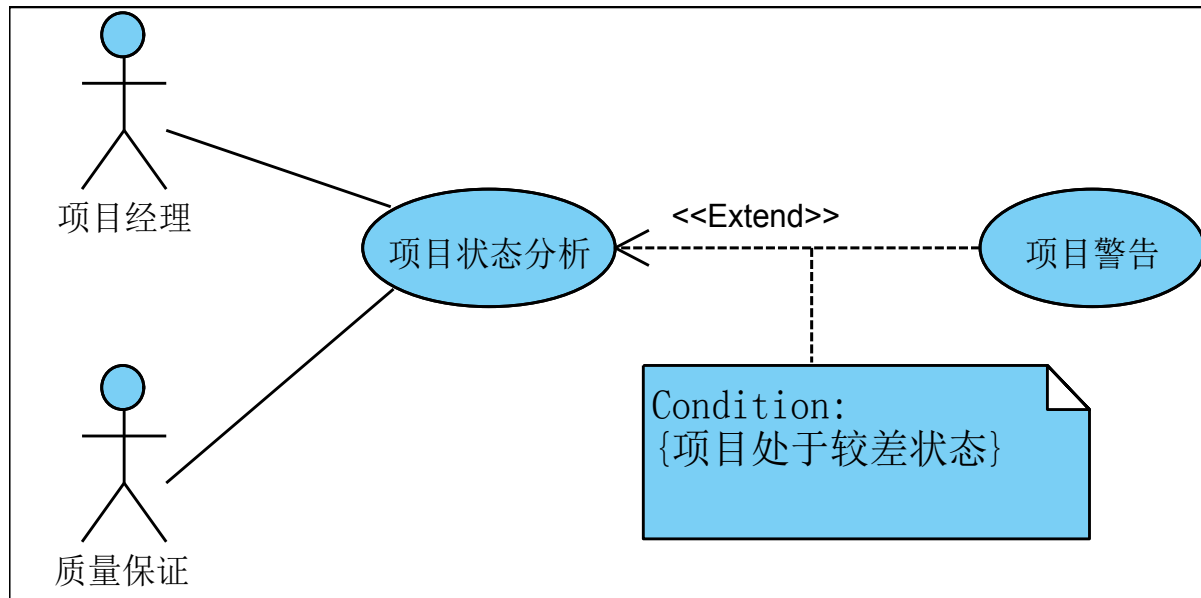 项目经理
项目状态分析
<<Extend>>
项目警告
Condition:
{项目处于较差状态}
质量保证